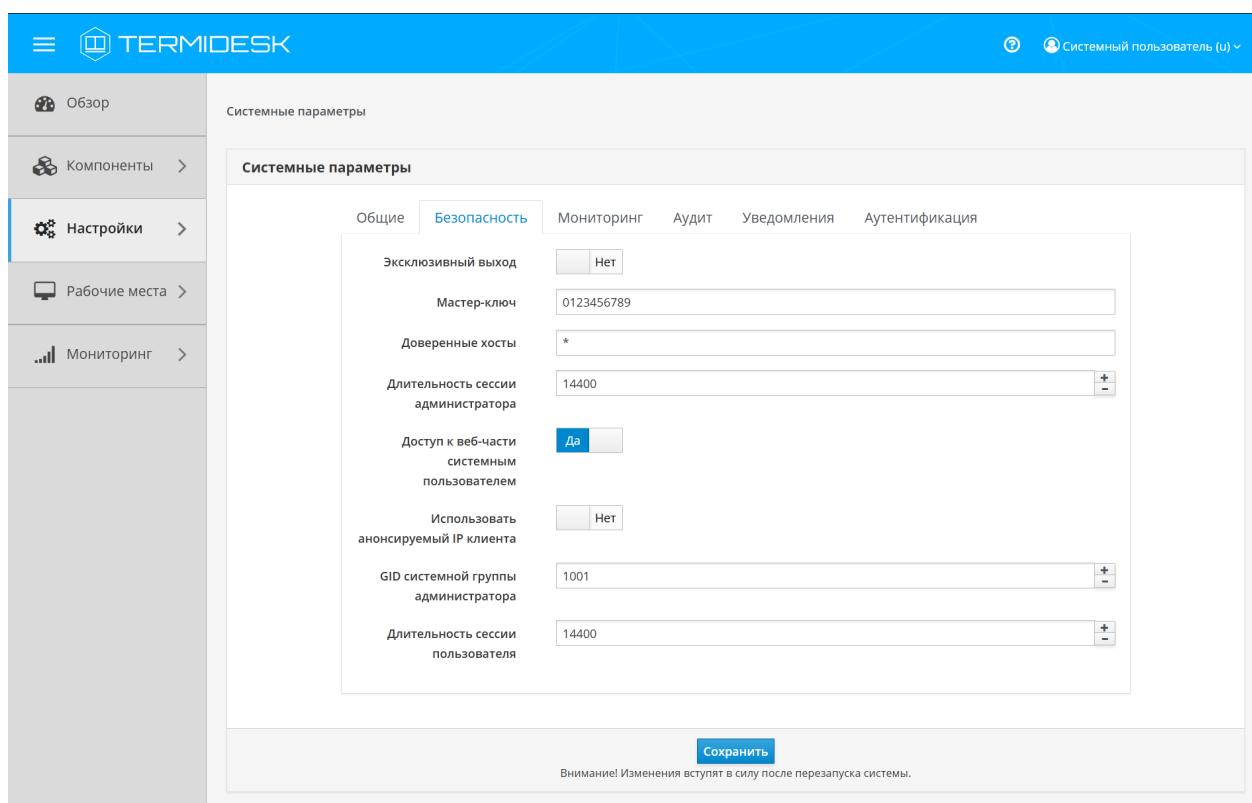 TERMIDESK
Системный пользователь (u)
Обзор
Компоненты
Настройки
Рабочие места
Мониторинг
Системные параметры
Системные параметры
Общие Безопасность Мониторинг Аудит Уведомления Аутентификация
Эксклюзивный выход Нет
Мастер-ключ 0123456789
Доверенные хосты *
Длительность сессии 14400
администратора
Доступ к веб-части Да
системным
пользователем
Использовать Нет
анонсируемый IP клиента
GID системной группы 1001
администратора
Длительность сессии 14400
пользователя
Сохранить
Внимание! Изменения вступят в силу после перезапуска системы.